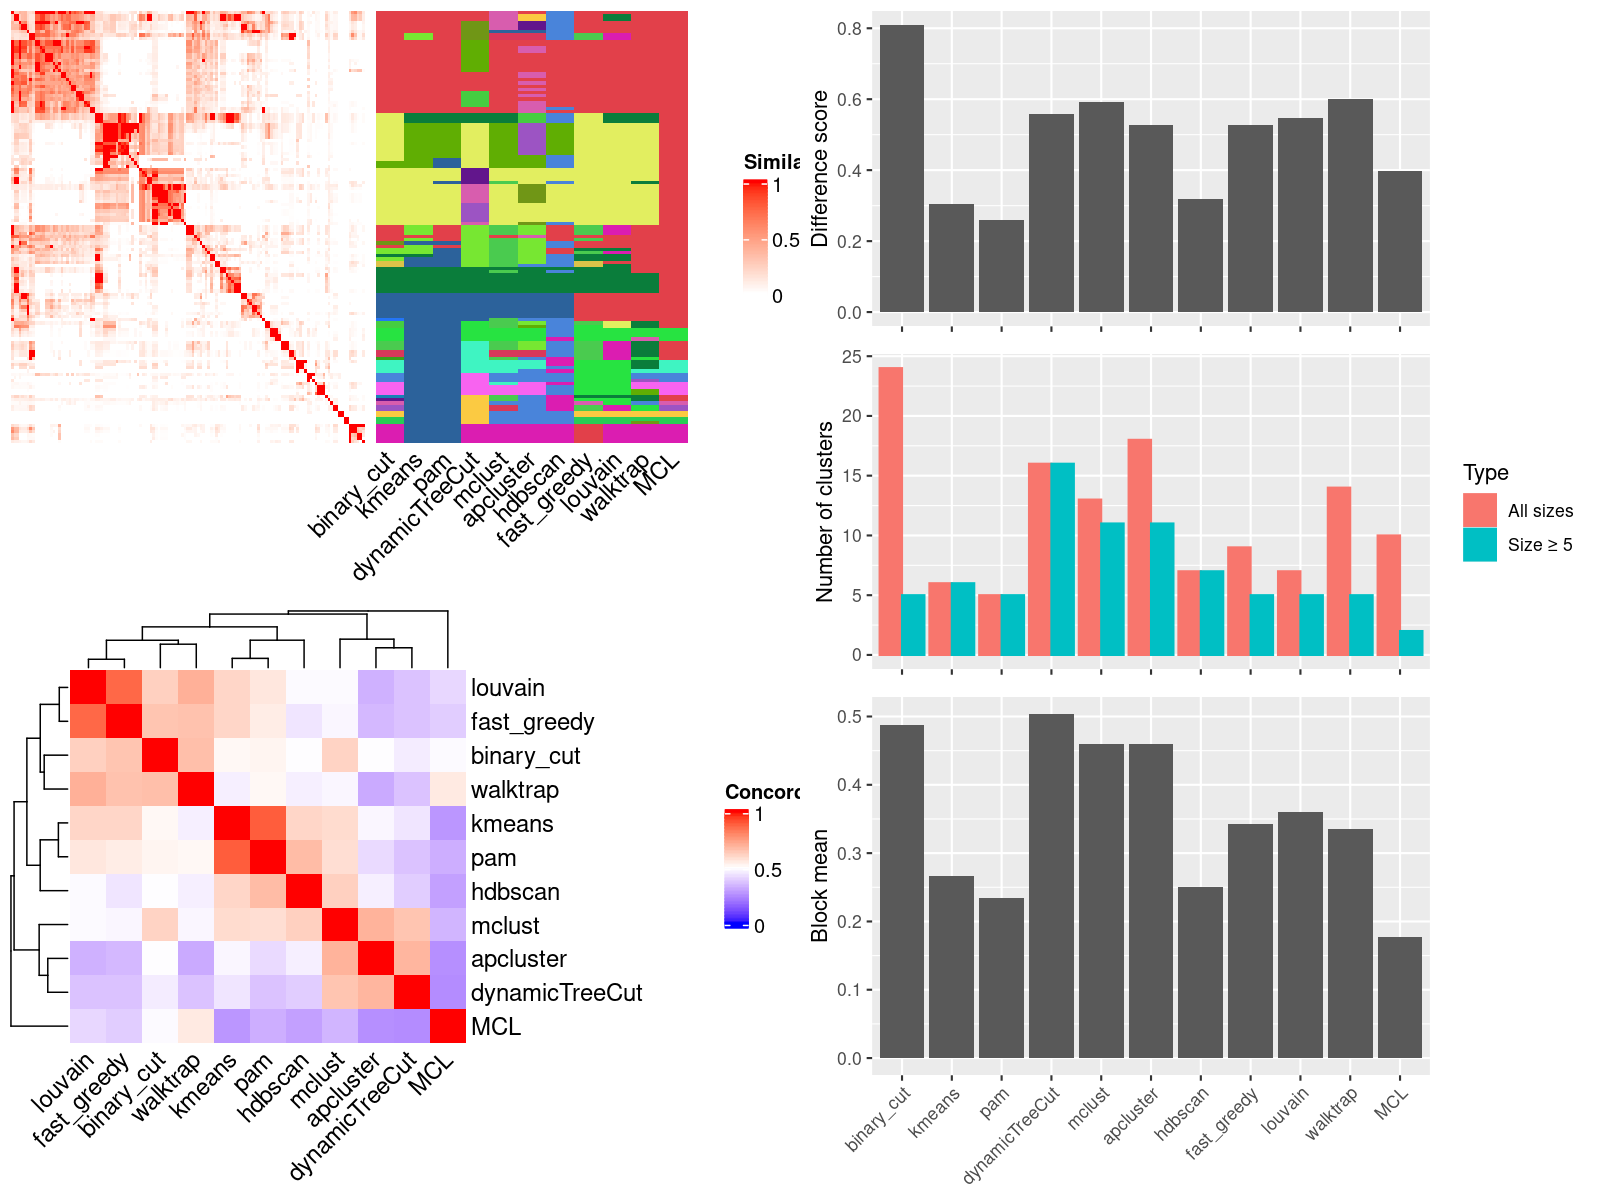 Simila
1
0.5
0
binary_cut
kmeans
pam
dynamicTreeCut
mclust
apcluster
hdbscan
fast_greedy
louvain
walktrap
MCL
louvain
fast_greedy
binary_cut
walktrap
kmeans
pam
hdbscan
mclust
apcluster
dynamicTreeCut
MCL
louvain
fast_greedy
binary_cut
walktrap
kmeans
pam
hdbscan
mclust
apcluster
dynamicTreeCut
MCL
Concord
1
0.5
0
Difference score
0.8
0.6
0.4
0.2
0.0
Number of clusters
25
20
15
10
5
0
Type
All sizes
Size ≥ 5
Block mean
0.5
0.4
0.3
0.2
0.1
0.0
binary_cut
kmeans
pam
dynamicTreeCut
mclust
apcluster
hdbscan
fast_greedy
louvain
walktrap
MCL